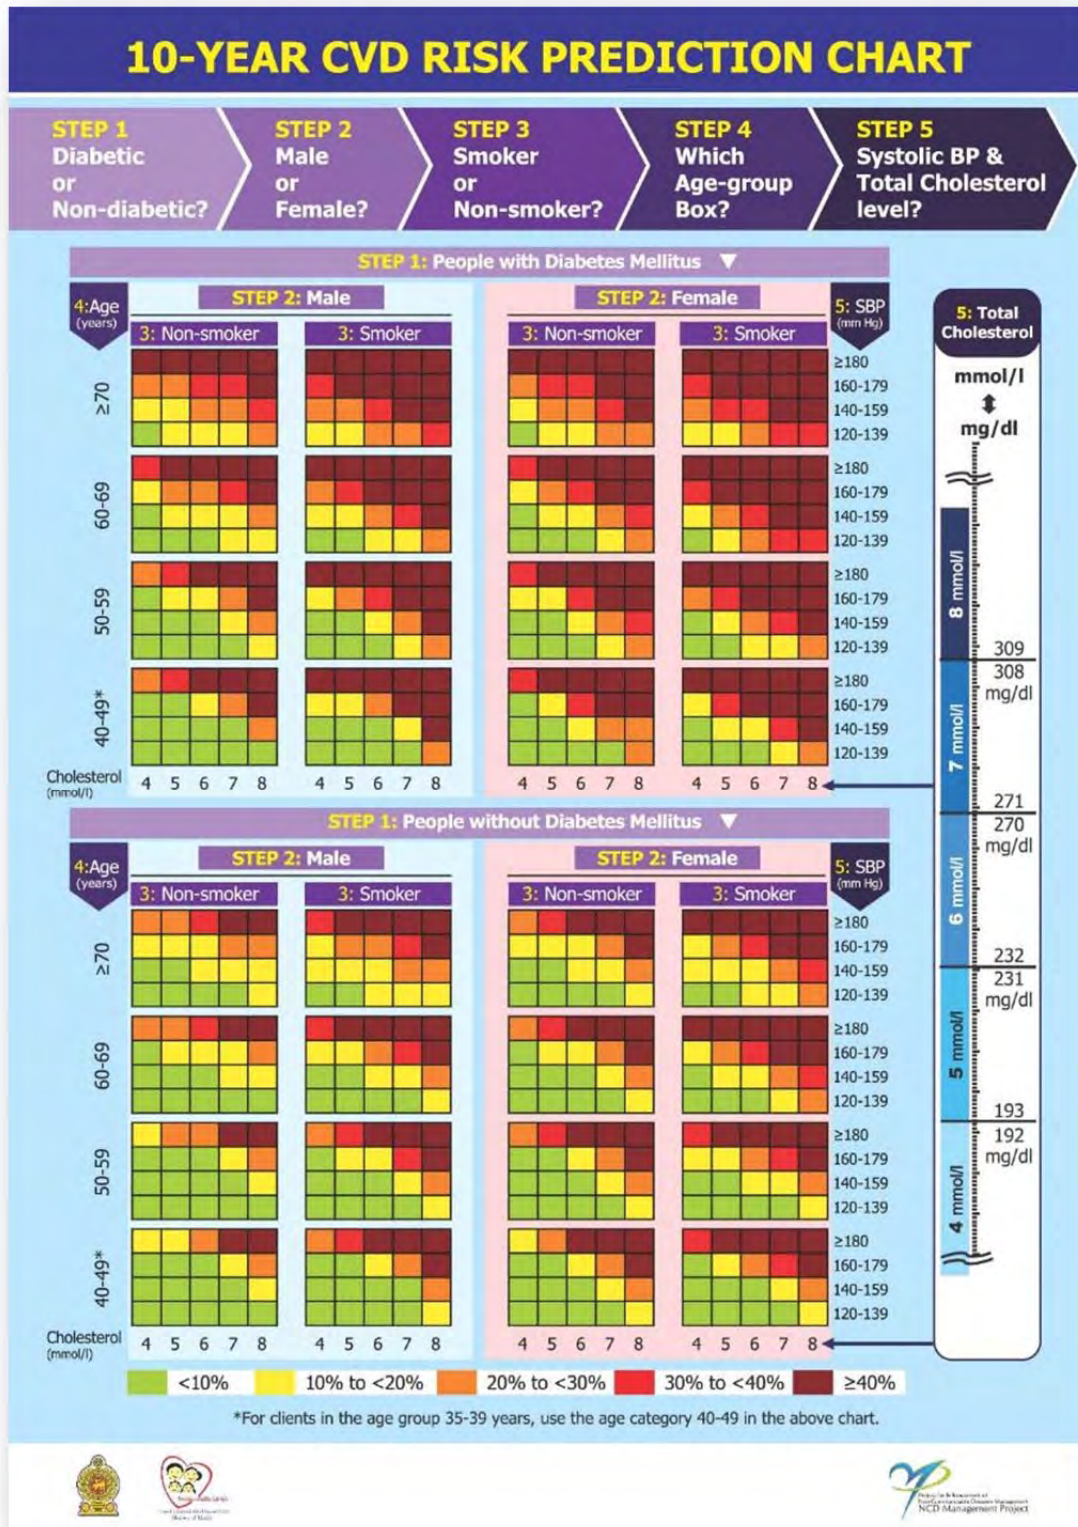 10-YEAR CVD RISK PREDICTION CHART
STEP 1
Diabetic
or
Non-diabetic?
STEP 2
Male
or
Female?
STEP 3
Smoker
or
Non-smoker?
STEP 4
Which
Age-group
Box?
STEP 5
Systolic BP &
Total Cholesterol
level?
STEP 1: People with Diabetes Mellitus ▼
4:Age
(years)
STEP 2: Male
STEP 2: Female
5: SBP
(mm Hg)
3: Non-smoker
3: Smoker
3: Non-smoker
3: Smoker
≥70
≥180
160-179
140-159
120-139
60-69
≥180
160-179
140-159
120-139
50-59
≥180
160-179
140-159
120-139
40-49*
≥180
160-179
140-159
120-139
Cholesterol
(mmol/l)
4 5 6 7 8
4 5 6 7 8
4 5 6 7 8
4 5 6 7 8
STEP 1: People without Diabetes Mellitus ▼
4:Age
(years)
STEP 2: Male
STEP 2: Female
5: SBP
(mm Hg)
3: Non-smoker
3: Smoker
3: Non-smoker
3: Smoker
≥70
≥180
160-179
140-159
120-139
60-69
≥180
160-179
140-159
120-139
50-59
≥180
160-179
140-159
120-139
40-49*
≥180
160-179
140-159
120-139
Cholesterol
(mmol/l)
4 5 6 7 8
4 5 6 7 8
4 5 6 7 8
4 5 6 7 8
5: Total
Cholesterol
mmol/l
mg/dl
8 mmol/l
309
308
mg/dl
7 mmol/l
271
270
mg/dl
6 mmol/l
232
231
mg/dl
5 mmol/l
193
192
mg/dl
4 mmol/l
<10%
10% to <20%
20% to <30%
30% to <40%
≥40%
*For clients in the age group 35-39 years, use the age category 40-49 in the above chart.
NCD Management Project